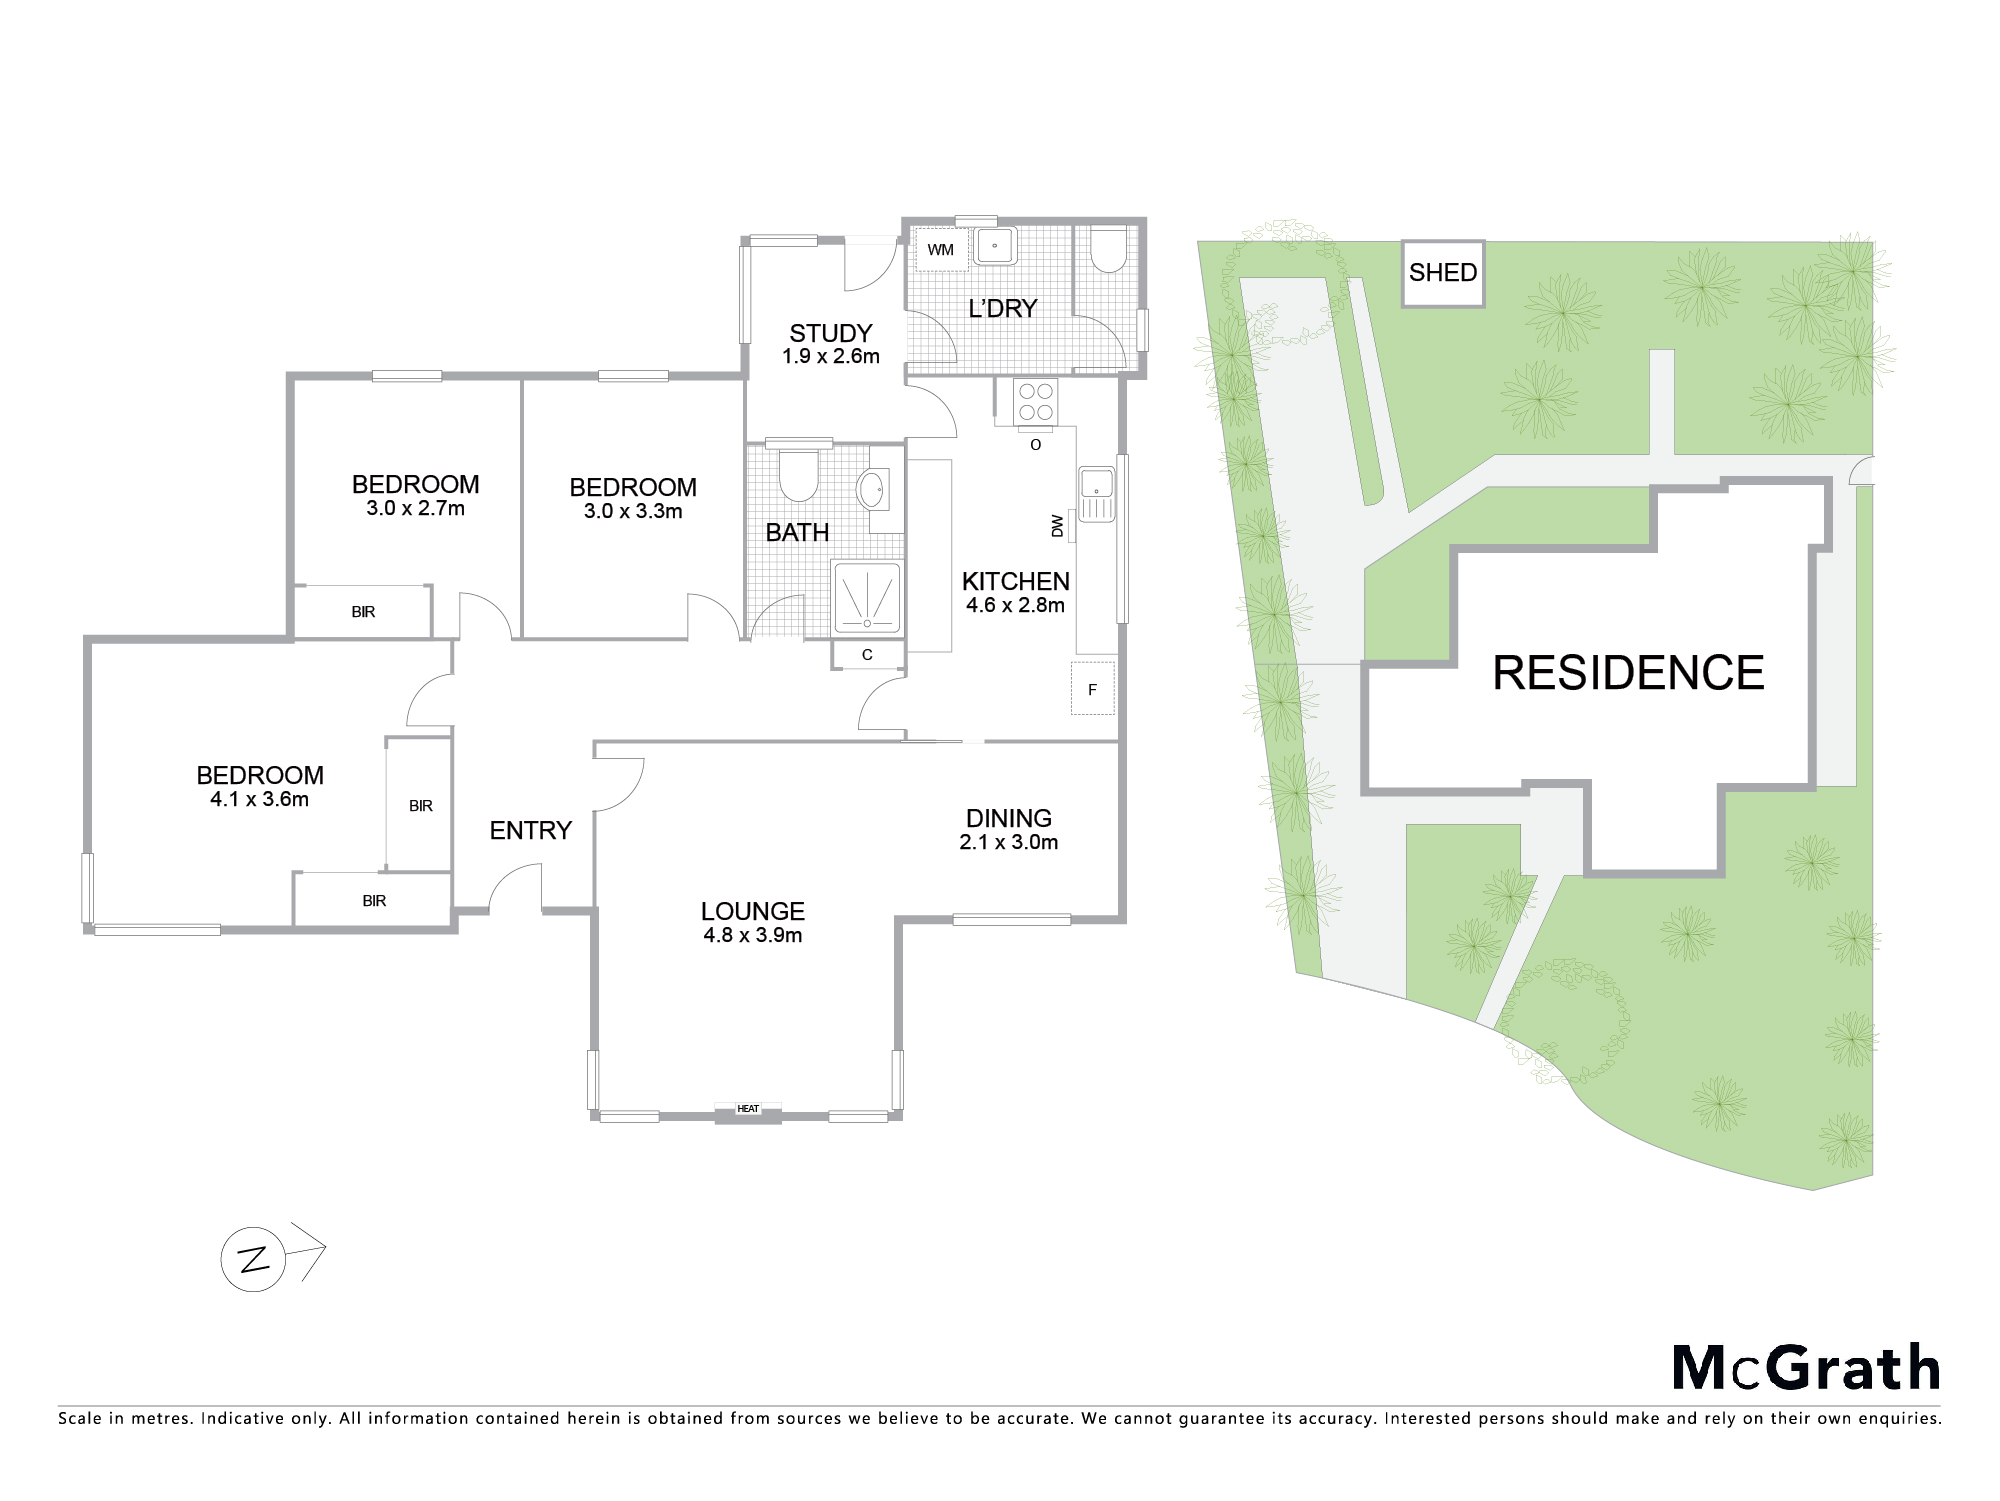 WM
L'DRY
STUDY
1.9 x 2.6m
SHED
O
BEDROOM
3.0 x 2.7m
BEDROOM
3.0 x 3.3m
BATH
DW
KITCHEN
4.6 x 2.8m
BIR
C
F
RESIDENCE
BEDROOM
4.1 x 3.6m
BIR
ENTRY
DINING
2.1 x 3.0m
BIR
LOUNGE
4.8 x 3.9m
HEAT
N
McGrath
Scale in metres. Indicative only. All information contained herein is obtained from sources we believe to be accurate. We cannot guarantee its accuracy. Interested persons should make and rely on their own enquiries.